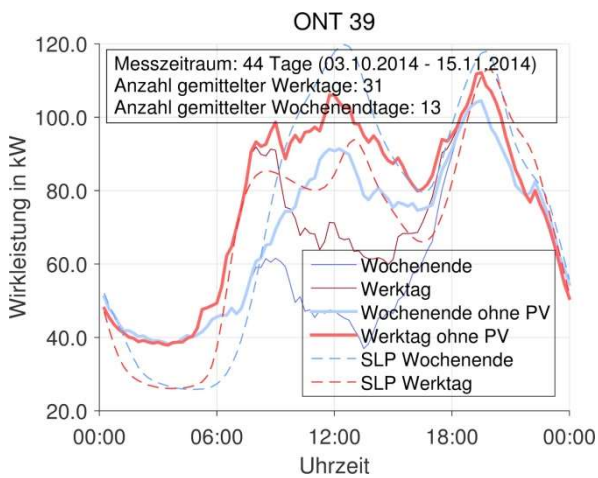 ONT 39
120.0
100.0
80.0
60.0
40.0
20.0
Wirkleistung in kW
Messzeitraum: 44 Tage (03.10.2014 - 15.11.2014)
Anzahl gemittelter Werktage: 31
Anzahl gemittelter Wochenendtage: 13
Wochenende
Werktag
Wochenende ohne PV
Werktag ohne PV
SLP Wochenende
SLP Werktag
00:00 06:00 12:00 18:00 00:00
Uhrzeit